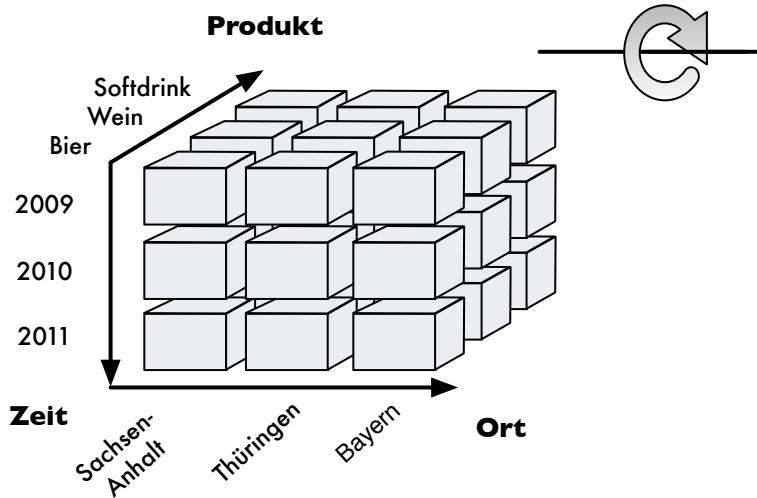 Produkt
Softdrink
Wein
Bier
2009
2010
2011
Zeit
Sachsen-
Anhalt
Thüringen
Bayern
Ort